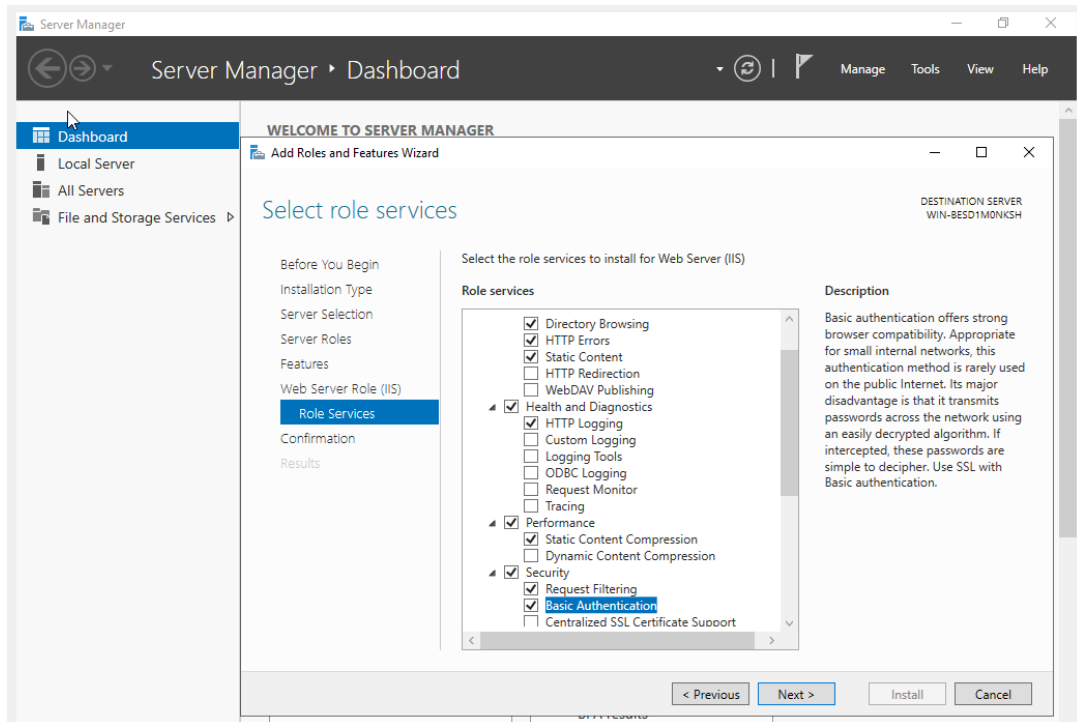 Server Manager
Server Manager • Dashboard
Manage Tools View Help
Dashboard
Local Server
All Servers
File and Storage Services
WELCOME TO SERVER MANAGER
Add Roles and Features Wizard
Select role services
DESTINATION SERVER
WIN-BESD1M0NKSH
Before You Begin
Installation Type
Server Selection
Server Roles
Features
Web Server Role (IIS)
Role Services
Confirmation
Results
Select the role services to install for Web Server (IIS)
Role services
Directory Browsing
HTTP Errors
Static Content
HTTP Redirection
WebDAV Publishing
Health and Diagnostics
HTTP Logging
Custom Logging
Logging Tools
ODBC Logging
Request Monitor
Tracing
Performance
Static Content Compression
Dynamic Content Compression
Security
Request Filtering
Basic Authentication
Centralized SSL Certificate Support
Description
Basic authentication offers strong
browser compatibility. Appropriate
for small internal networks, this
authentication method is rarely used
on the public Internet. Its major
disadvantage is that it transmits
passwords across the network using
an easily decrypted algorithm. If
intercepted, these passwords are
simple to decipher. Use SSL with
Basic authentication.
< Previous
Next >
Install
Cancel
BPA results